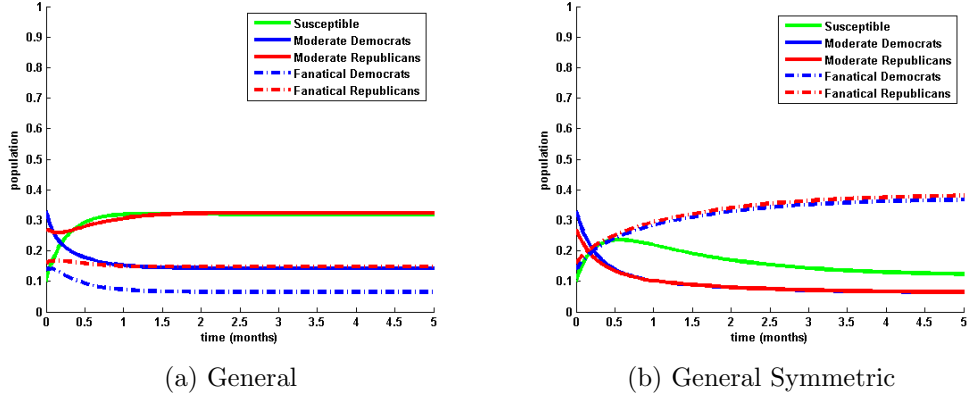 1
0.9
0.8
0.7
0.6
0.5
0.4
0.3
0.2
0.1
0
population
0 0.5 1 1.5 2 2.5 3 3.5 4 4.5 5
time (months)
Susceptible
Moderate Democrats
Moderate Republicans
Fanatical Democrats
Fanatical Republicans
(a) General
1
0.9
0.8
0.7
0.6
0.5
0.4
0.3
0.2
0.1
0
population
0 0.5 1 1.5 2 2.5 3 3.5 4 4.5 5
time (months)
Susceptible
Moderate Democrats
Moderate Republicans
Fanatical Democrats
Fanatical Republicans
(b) General Symmetric